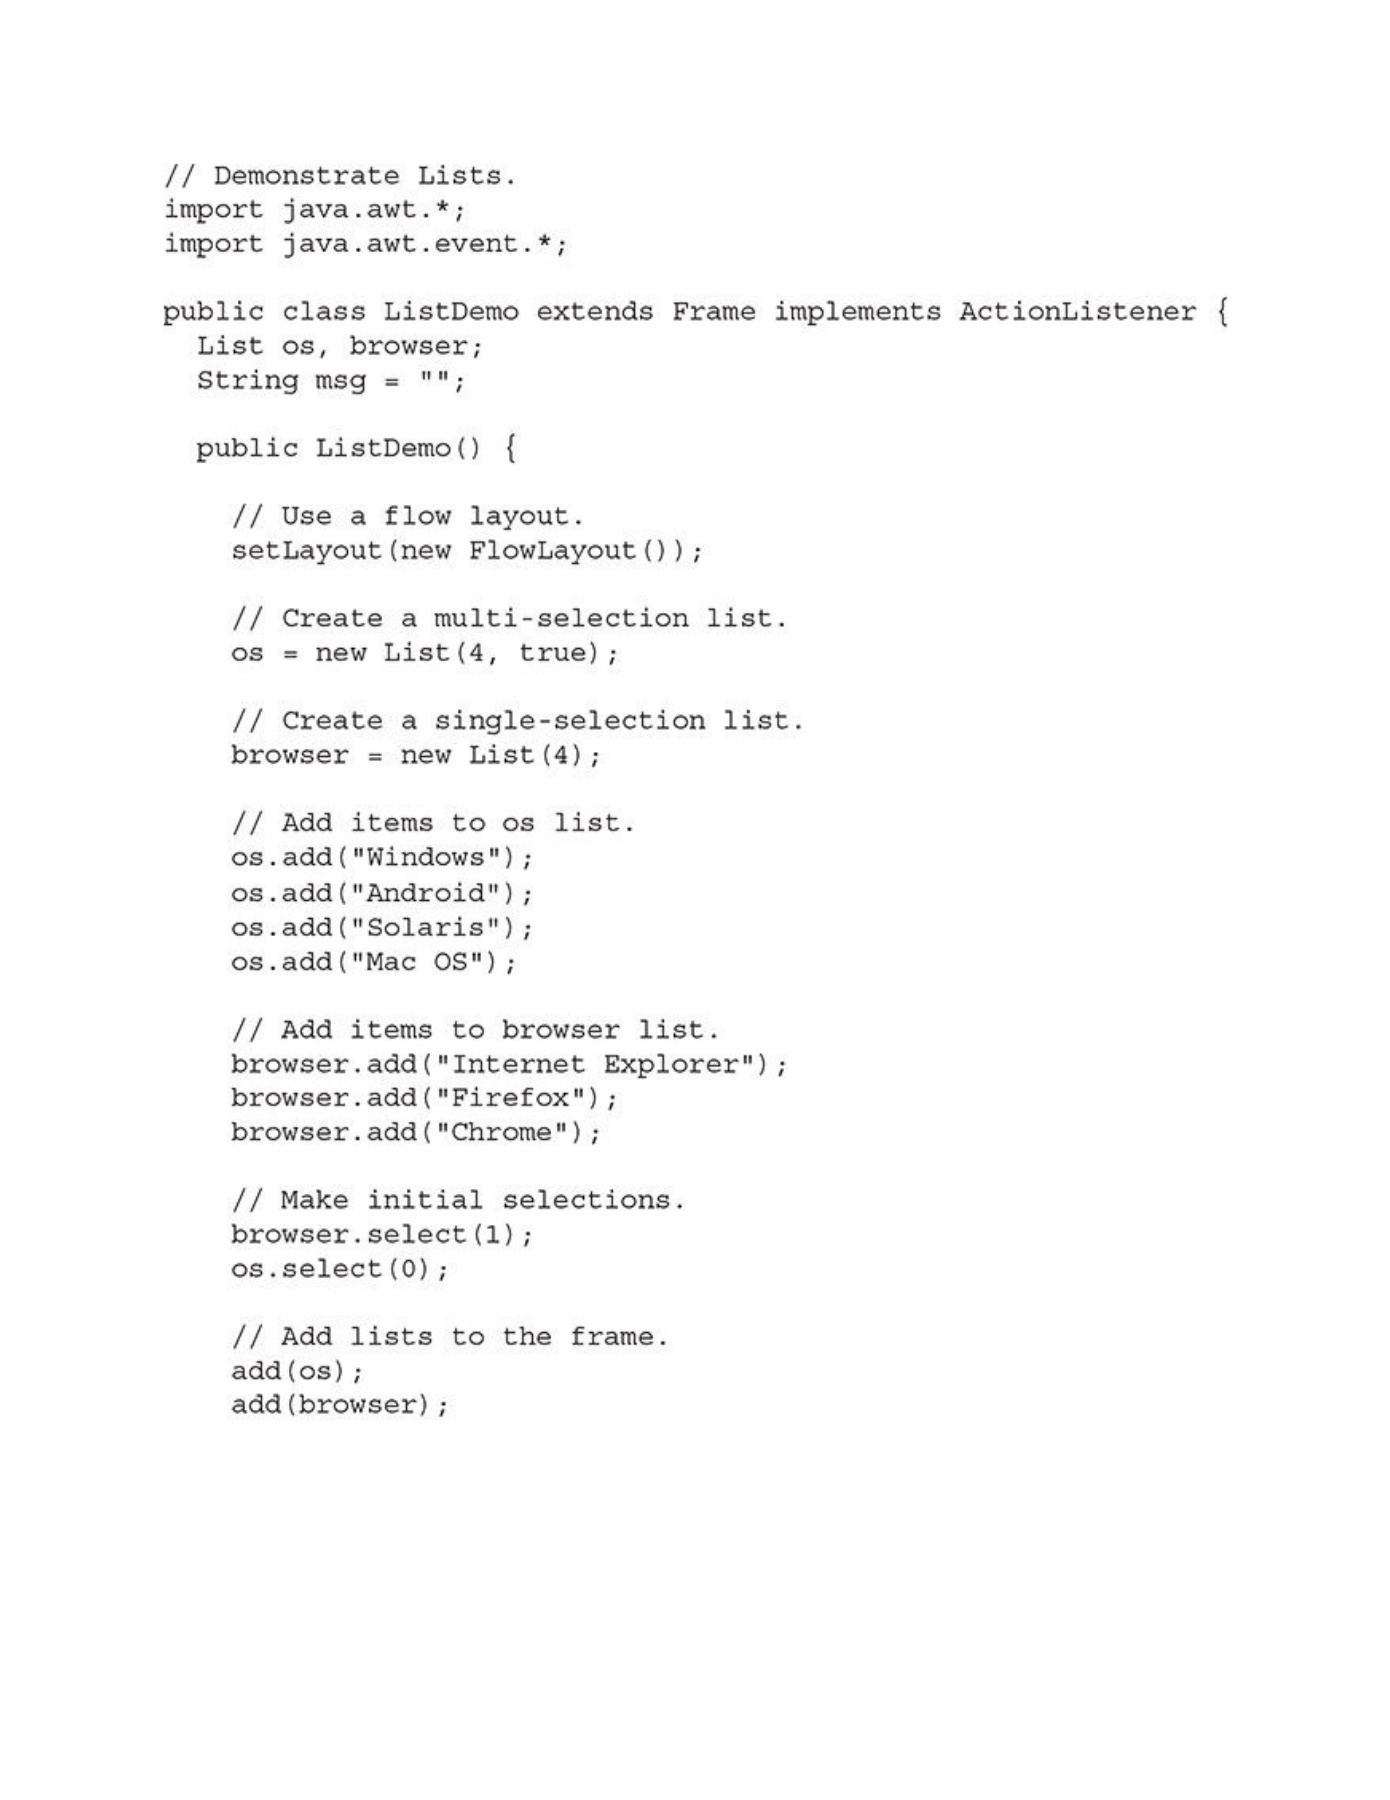 // Demonstrate Lists.
import java.awt.*;
import java.awt.event.*;

public class ListDemo extends Frame implements ActionListener {
  List os, browser;
  String msg = "";

  public ListDemo() {

    // Use a flow layout.
    setLayout(new FlowLayout());

    // Create a multi-selection list.
    os = new List(4, true);

    // Create a single-selection list.
    browser = new List(4);

    // Add items to os list.
    os.add("Windows");
    os.add("Android");
    os.add("Solaris");
    os.add("Mac OS");

    // Add items to browser list.
    browser.add("Internet Explorer");
    browser.add("Firefox");
    browser.add("Chrome");

    // Make initial selections.
    browser.select(1);
    os.select(0);

    // Add lists to the frame.
    add(os);
    add(browser);